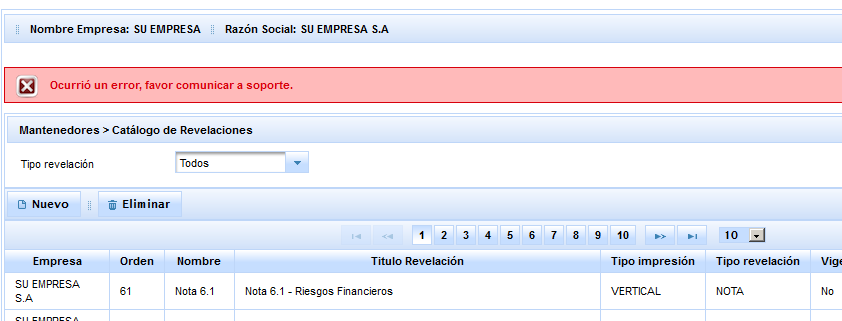 Nombre Empresa: SU EMPRESA Razón Social: SU EMPRESA S.A
Ocurrió un error, favor comunicar a soporte.
Mantenedores > Catálogo de Revelaciones
Tipo revelación Todos
Nuevo Eliminar
1 2 3 4 5 6 7 8 9 10 10
Empresa Orden Nombre Titulo Revelación Tipo impresión Tipo revelación Vige
SU EMPRESA S.A 61 Nota 6.1 Nota 6.1 - Riesgos Financieros VERTICAL NOTA No
SU EMPRESA